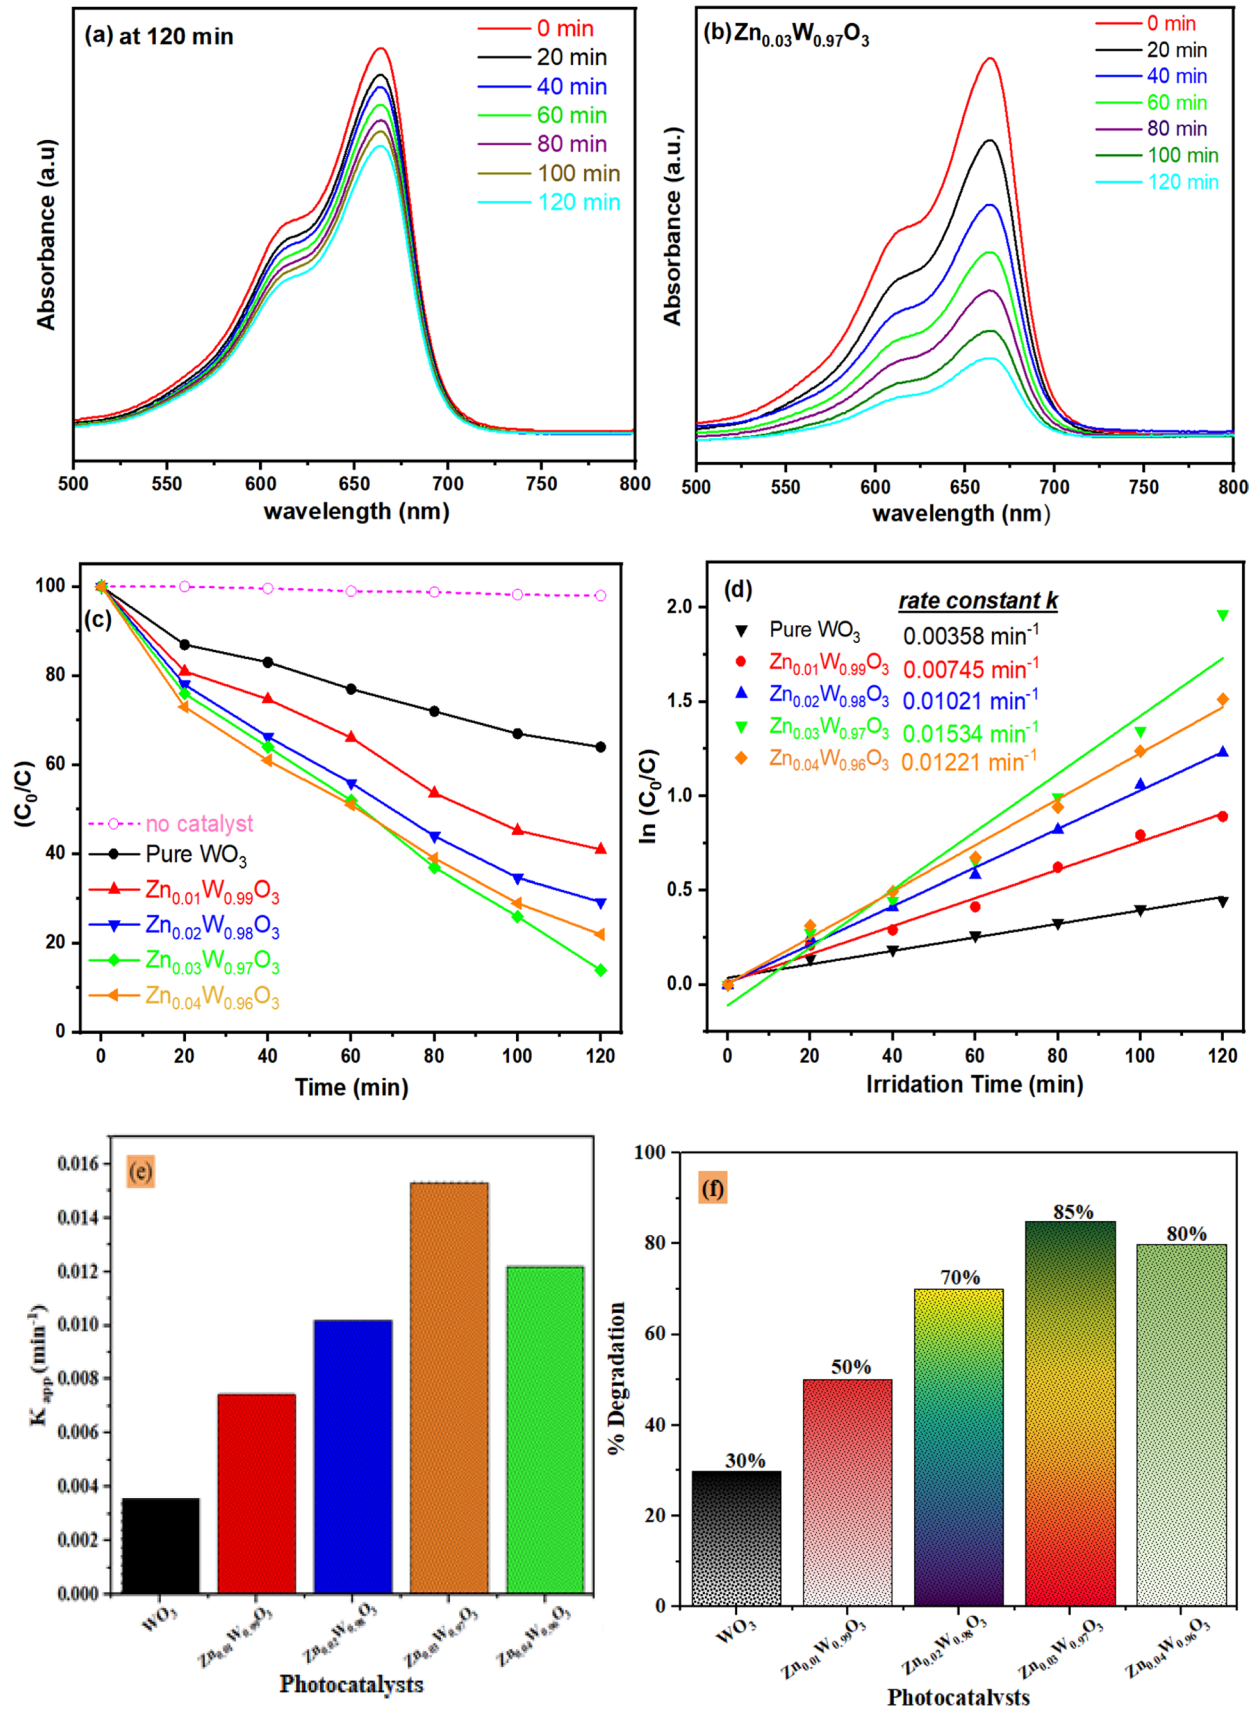 (a) at 120 min
0 min
20 min
40 min
60 min
80 min
100 min
120 min
Absorbance (a.u)
500 550 600 650 700 750 800
wavelength (nm)
(b) Zn0.03W0.97O3
0 min
20 min
40 min
60 min
80 min
100 min
120 min
Absorbance (a.u.)
500 550 600 650 700 750 800
wavelength (nm)
(c)
100
80
60
40
20
0
(C0/C)
no catalyst
Pure WO3
Zn0.01W0.99O3
Zn0.02W0.98O3
Zn0.03W0.97O3
Zn0.04W0.96O3
0 20 40 60 80 100 120
Time (min)
(d)
rate constant k
Pure WO3 0.00358 min-1
Zn0.01W0.99O3 0.00745 min-1
Zn0.02W0.98O3 0.01021 min-1
Zn0.03W0.97O3 0.01534 min-1
Zn0.04W0.96O3 0.01221 min-1
2.0
1.5
1.0
0.5
0.0
ln (C0/C)
0 20 40 60 80 100 120
Irridation Time (min)
(e)
0.016
0.014
0.012
0.010
0.008
0.006
0.004
0.002
0.000
K app (min-1)
WO3
Zn0.01W0.99O3
Zn0.02W0.98O3
Zn0.03W0.97O3
Zn0.04W0.96O3
Photocatalysts
(f)
100
80
60
40
20
0
% Degradation
30%
50%
70%
85%
80%
WO3
Zn0.01W0.99O3
Zn0.02W0.98O3
Zn0.03W0.97O3
Zn0.04W0.96O3
Photocatalysts